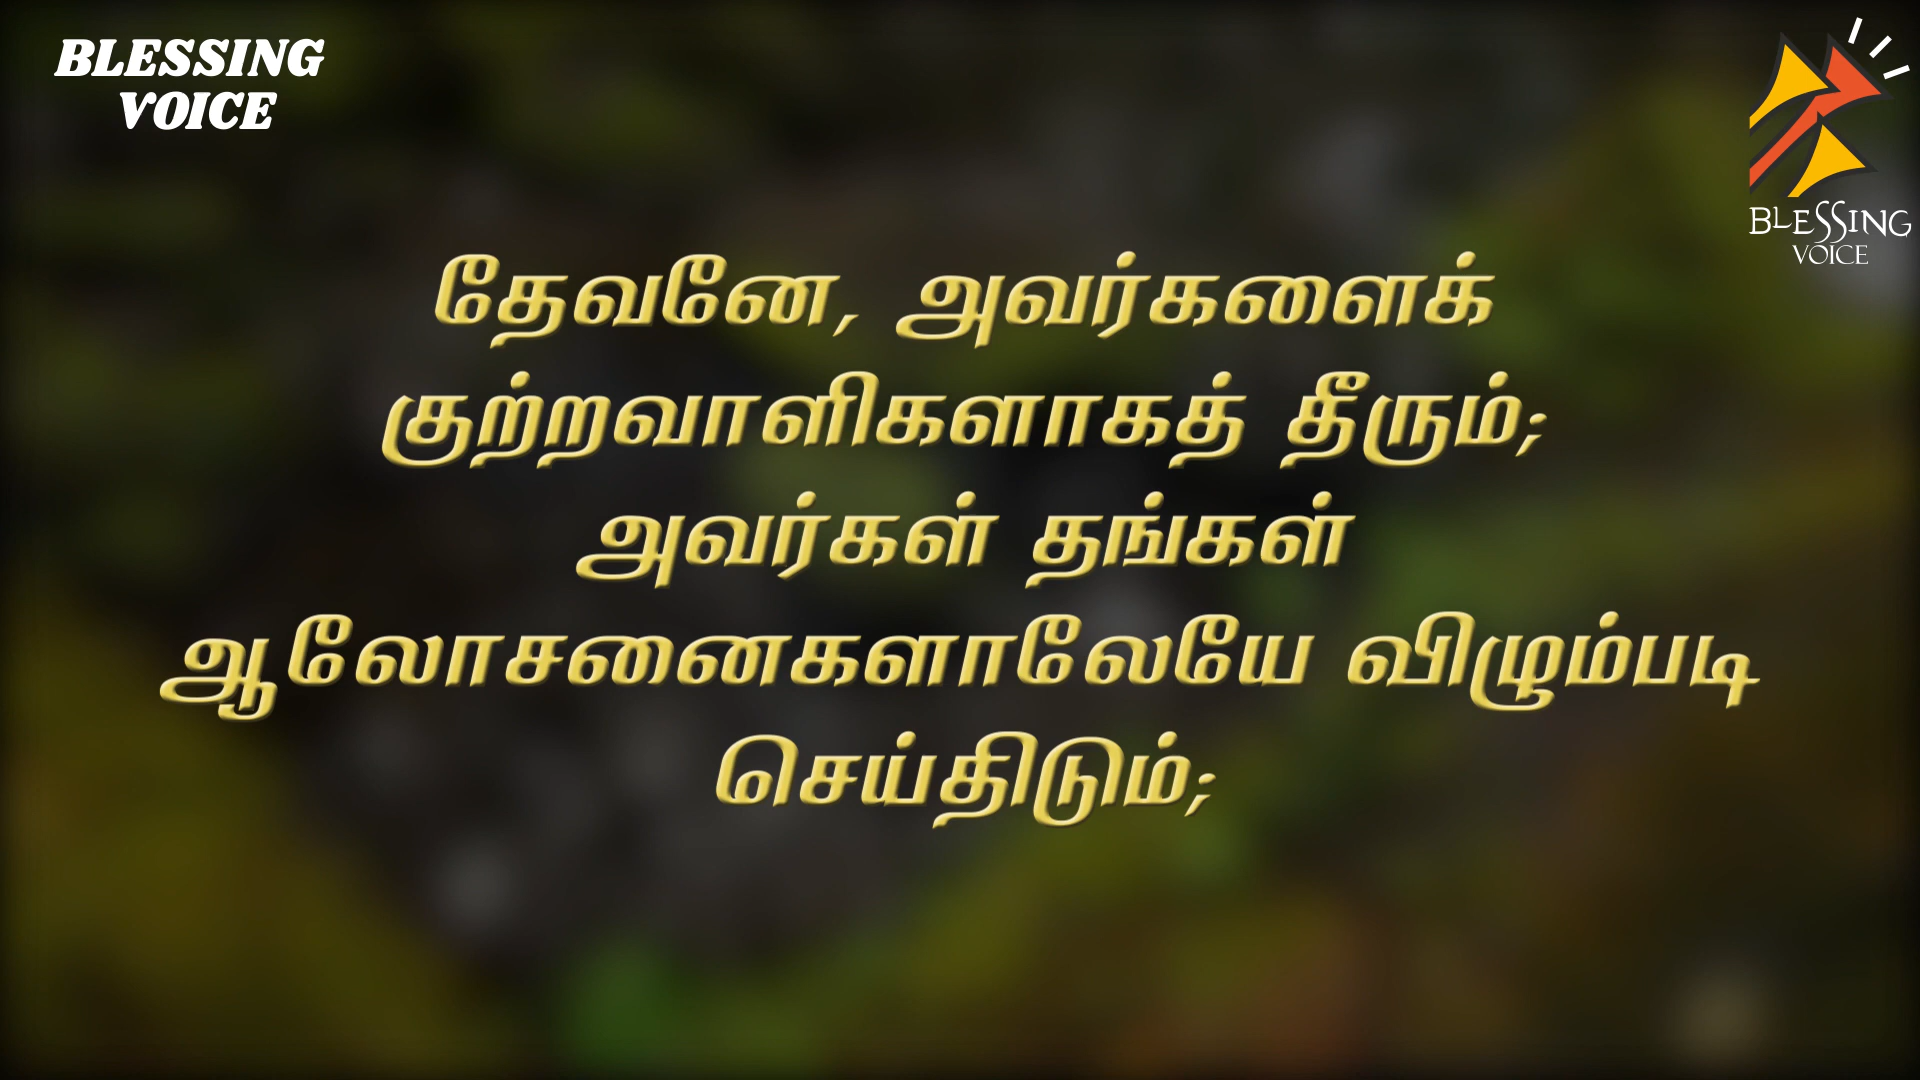 BLESSING
VOICE
BLESSING
VOICE
தேவனே, அவர்களைக்
குற்றவாளிகளாகத் தீரும்;
அவர்கள் தங்கள்
ஆலோசனைகளாலேயே விழும்படி
செய்திடும்;